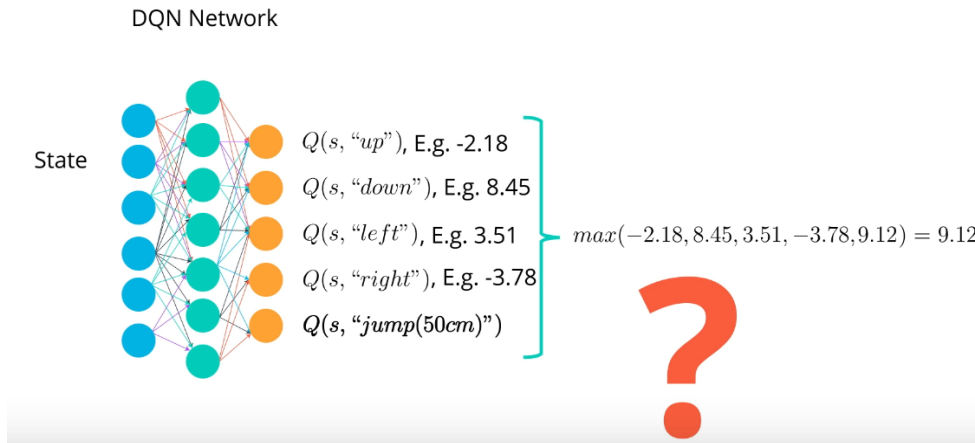 DQN Network
State
Q(s, “up”), E.g. -2.18
Q(s, “down”), E.g. 8.45
Q(s, “left”), E.g. 3.51
Q(s, “right”), E.g. -3.78
Q(s, “jump(50cm)”)
max(−2.18, 8.45, 3.51, −3.78, 9.12) = 9.12
?